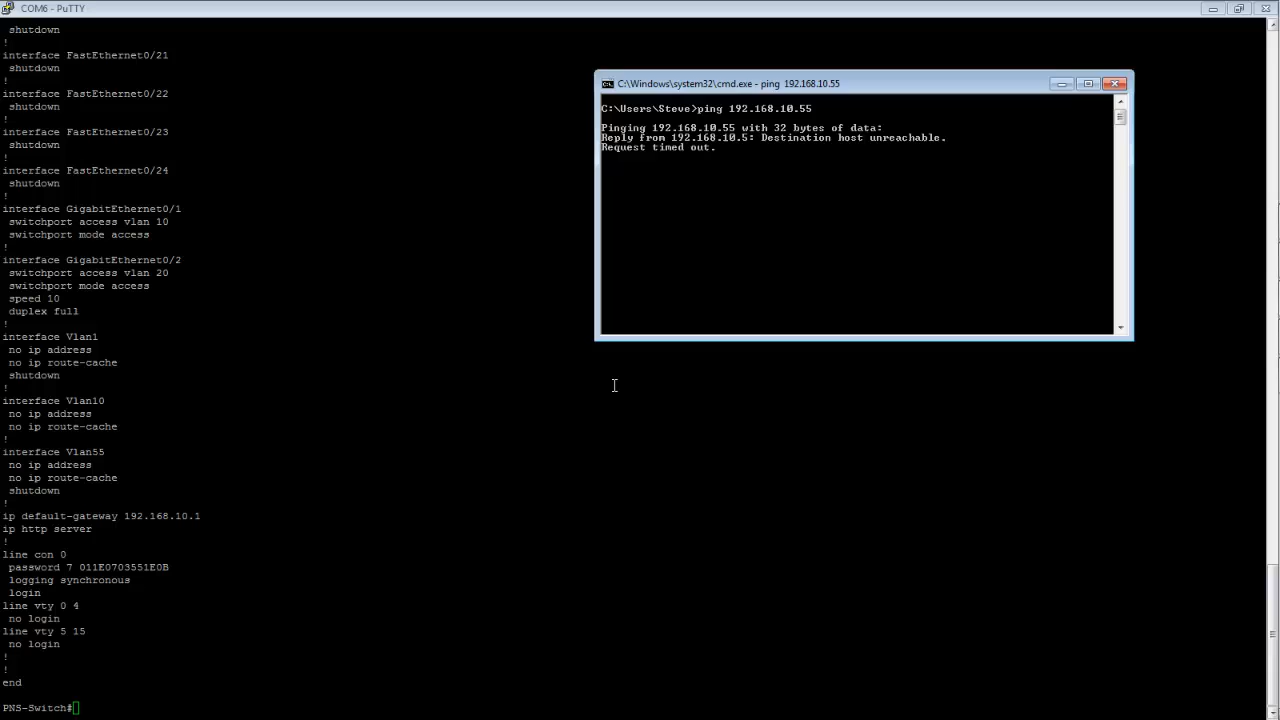 COM6 - PuTTY
shutdown
!
interface FastEthernet0/21
shutdown
!
interface FastEthernet0/22
shutdown
!
interface FastEthernet0/23
shutdown
!
interface FastEthernet0/24
shutdown
!
interface GigabitEthernet0/1
switchport access vlan 10
switchport mode access
!
interface GigabitEthernet0/2
switchport access vlan 20
switchport mode access
speed 10
duplex full
!
interface Vlan1
no ip address
no ip route-cache
shutdown
!
interface Vlan10
no ip address
no ip route-cache
!
interface Vlan55
no ip address
no ip route-cache
shutdown
!
ip default-gateway 192.168.10.1
ip http server
!
line con 0
password 7 011E0703551E0B
logging synchronous
login
line vty 0 4
no login
line vty 5 15
no login
!
!
end
PNS-Switch#
C:\Windows\system32\cmd.exe - ping 192.168.10.55
C:\Users\Steve>ping 192.168.10.55
Pinging 192.168.10.55 with 32 bytes of data:
Reply from 192.168.10.5: Destination host unreachable.
Request timed out.